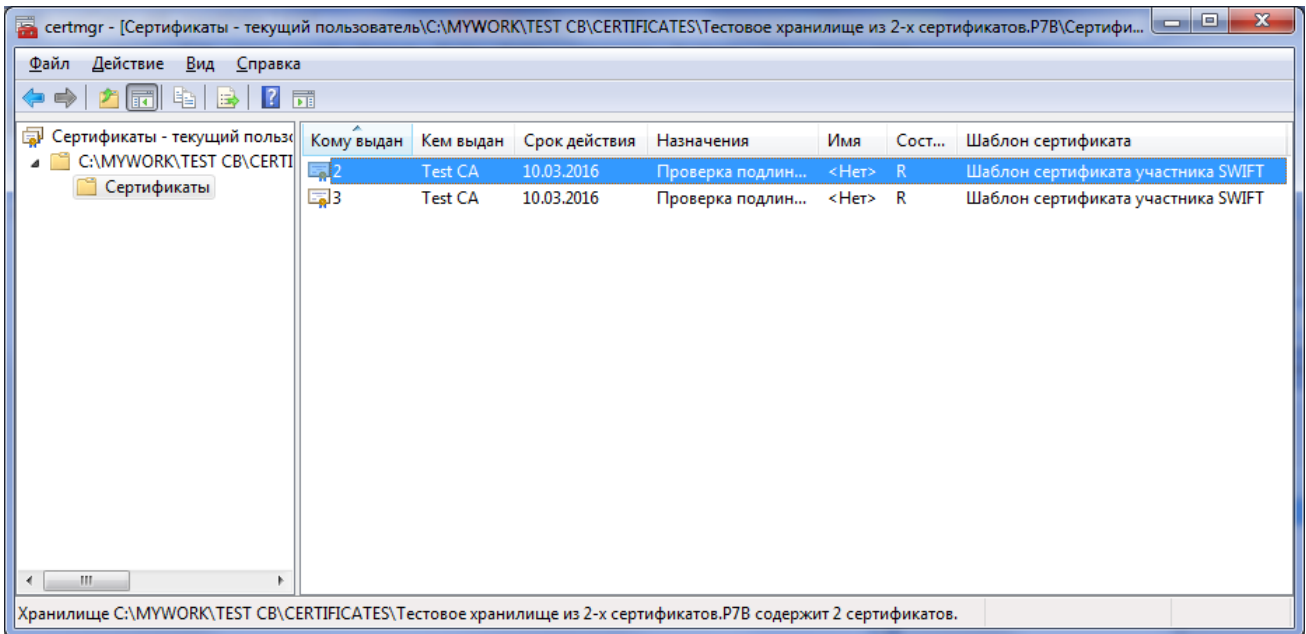 certmgr - [Сертификаты - текущий пользователь\C:\MYWORK\TEST CB\CERTIFICATES\Тестовое хранилище из 2-х сертификатов.P7B\Сертифи...
Файл Действие Вид Справка
Сертификаты - текущий пользо
C:\MYWORK\TEST CB\CERTI
Сертификаты
Кому выдан Кем выдан Срок действия Назначения Имя Сост... Шаблон сертификата
2 Test CA 10.03.2016 Проверка подлин... <Нет> R Шаблон сертификата участника SWIFT
3 Test CA 10.03.2016 Проверка подлин... <Нет> R Шаблон сертификата участника SWIFT
Хранилище C:\MYWORK\TEST CB\CERTIFICATES\Тестовое хранилище из 2-х сертификатов.P7B содержит 2 сертификатов.